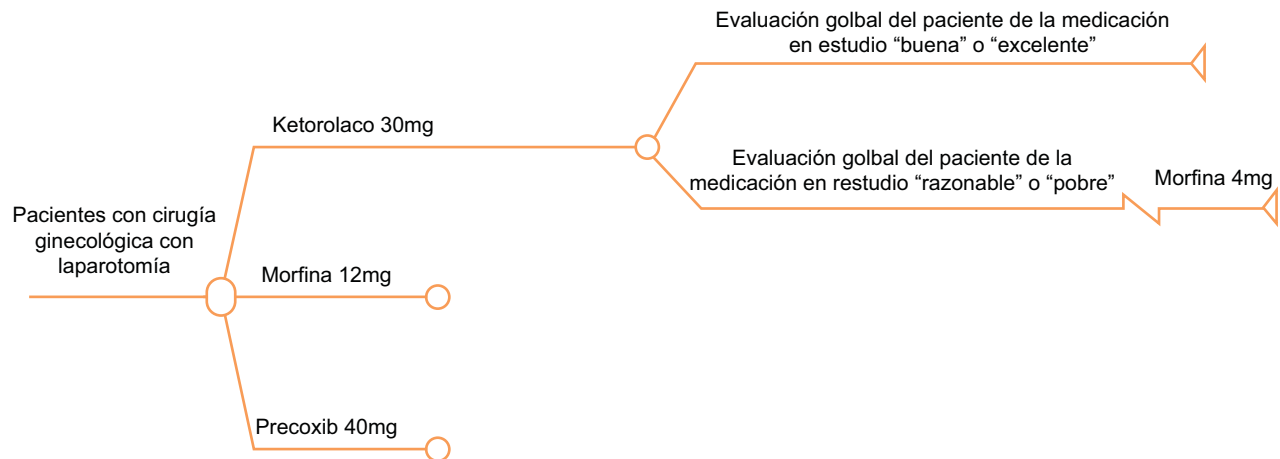 Evaluación golbal del paciente de la medicación
en estudio “buena” o “excelente”
Ketorolaco 30mg
Evaluación golbal del paciente de la
medicación en restudio “razonable” o “pobre”
Morfina 4mg
Pacientes con cirugía
ginecológica con
laparotomía
Morfina 12mg
Precoxib 40mg